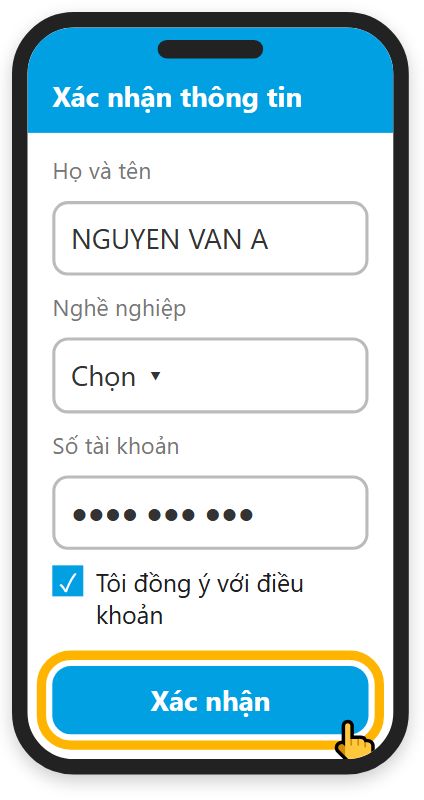 Xác nhận thông tin
Họ và tên
NGUYEN VAN A
Nghề nghiệp
Chọn ▼
Số tài khoản
●●●● ●●● ●●●
✓ Tôi đồng ý với điều
khoản
Xác nhận